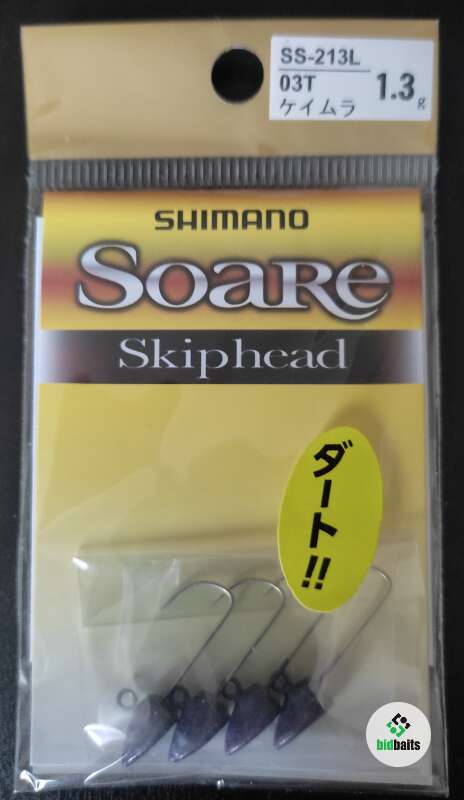 SS-213L
03T
ケイムラ
1.3g
SHIMANO
SOARE
Skiphead
ダート!!
bidbaits